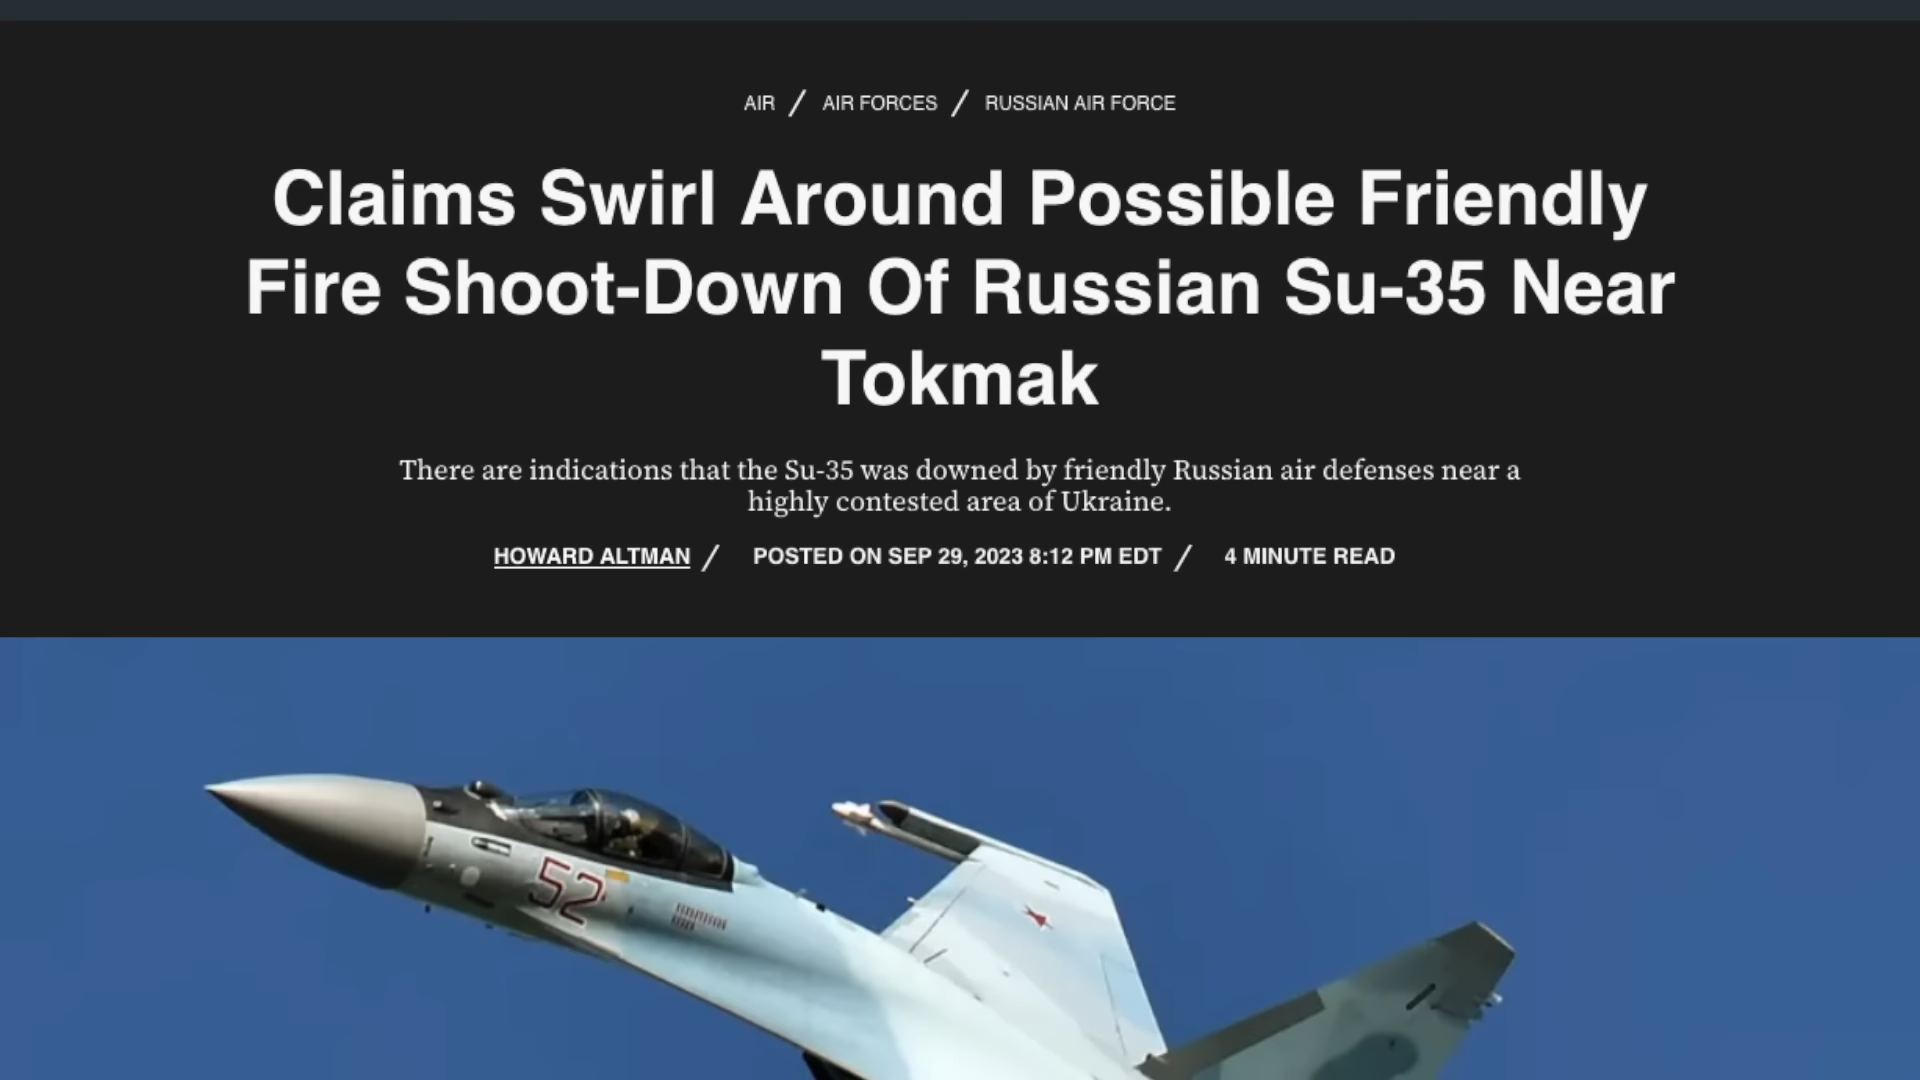 AIR / AIR FORCES / RUSSIAN AIR FORCE
Claims Swirl Around Possible Friendly
Fire Shoot-Down Of Russian Su-35 Near
Tokmak
There are indications that the Su-35 was downed by friendly Russian air defenses near a
highly contested area of Ukraine.
HOWARD ALTMAN / POSTED ON SEP 29, 2023 8:12 PM EDT / 4 MINUTE READ
52